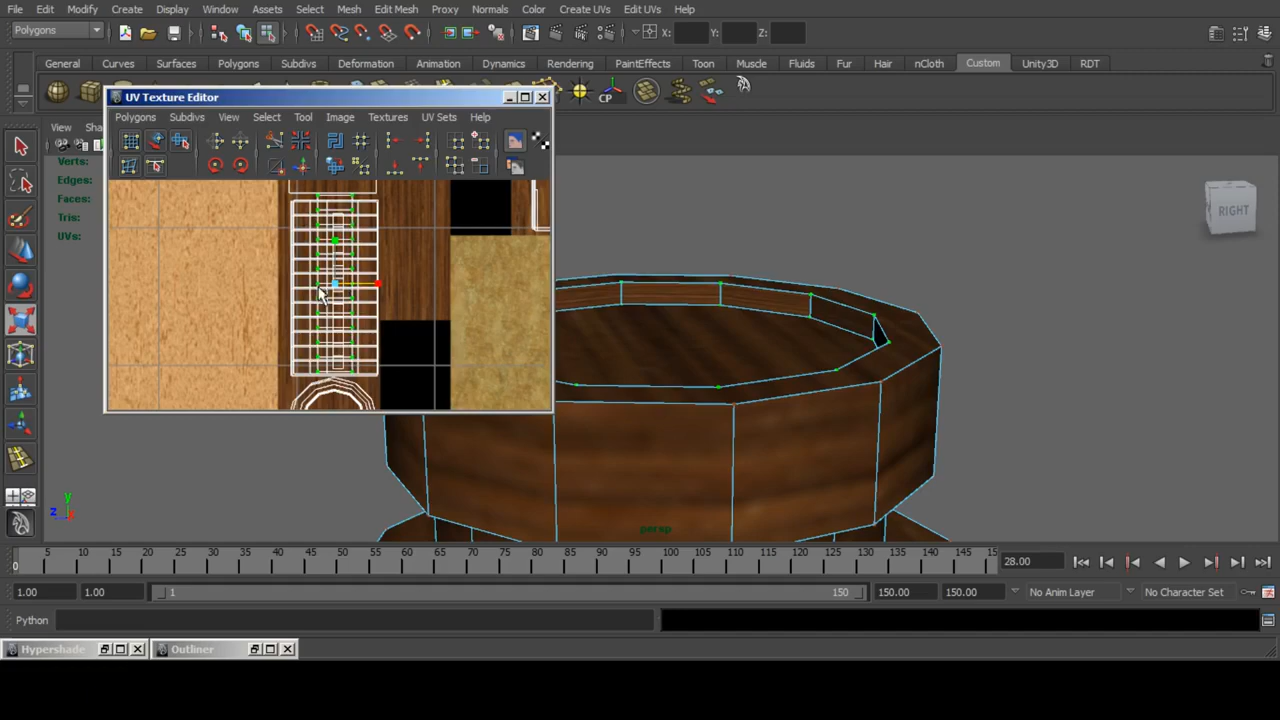 File Edit Modify Create Display Window Assets Select Mesh Edit Mesh Proxy Normals Color Create UVs Edit UVs Help
Polygons X: Y: Z:
General Curves Surfaces Polygons Subdivs Deformation Animation Dynamics Rendering PaintEffects Toon Muscle Fluids Fur Hair nCloth Custom Unity3D RDT
CP
UV Texture Editor
Polygons Subdivs View Select Tool Image Textures UV Sets Help
View Sha
Verts:
Edges:
Faces:
Tris:
UVs:
RIGHT
y
z
persp
0 5 10 15 20 25 30 35 40 45 50 55 60 65 70 75 80 85 90 95 100 105 110 115 120 125 130 135 140 145 15 28.00
1.00 1.00 1 150 150.00 150.00 No Anim Layer No Character Set
Python
Hypershade Outliner